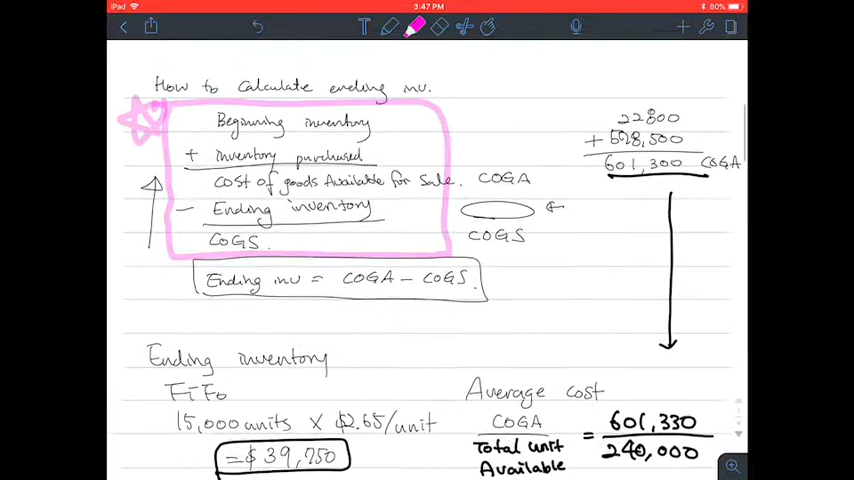 iPad
3:47 PM
80%
T
How to calculate ending inv.
Beginning inventory
+ inventory purchased
cost of goods Available for sale. COGA
- Ending inventory
COGS.
COGS
Ending inv = COGA - COGS.
22800
+ 578,500
601,300 COGA
Ending inventory
FiFo
15,000 units × $2.65/unit
= $39,750
Average cost
COGA
Total unit
Available
= 601,330
240,000